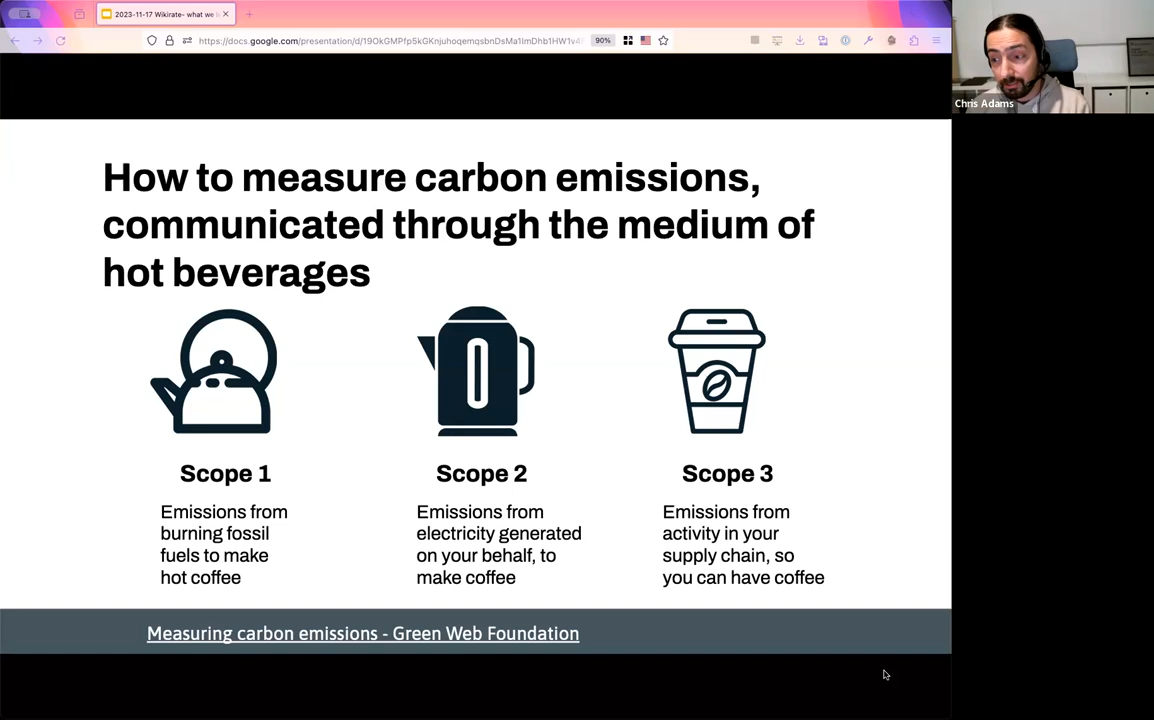 2023-11-17 Wikirate- what we
https://docs.google.com/presentation/d/19OkGMPfp5kGKnjuhoqemqsbnDsMa1ImDhb1HW1v4
90%
Chris Adams
How to measure carbon emissions,
communicated through the medium of
hot beverages
Scope 1
Emissions from
burning fossil
fuels to make
hot coffee
Scope 2
Emissions from
electricity generated
on your behalf, to
make coffee
Scope 3
Emissions from
activity in your
supply chain, so
you can have coffee
Measuring carbon emissions - Green Web Foundation